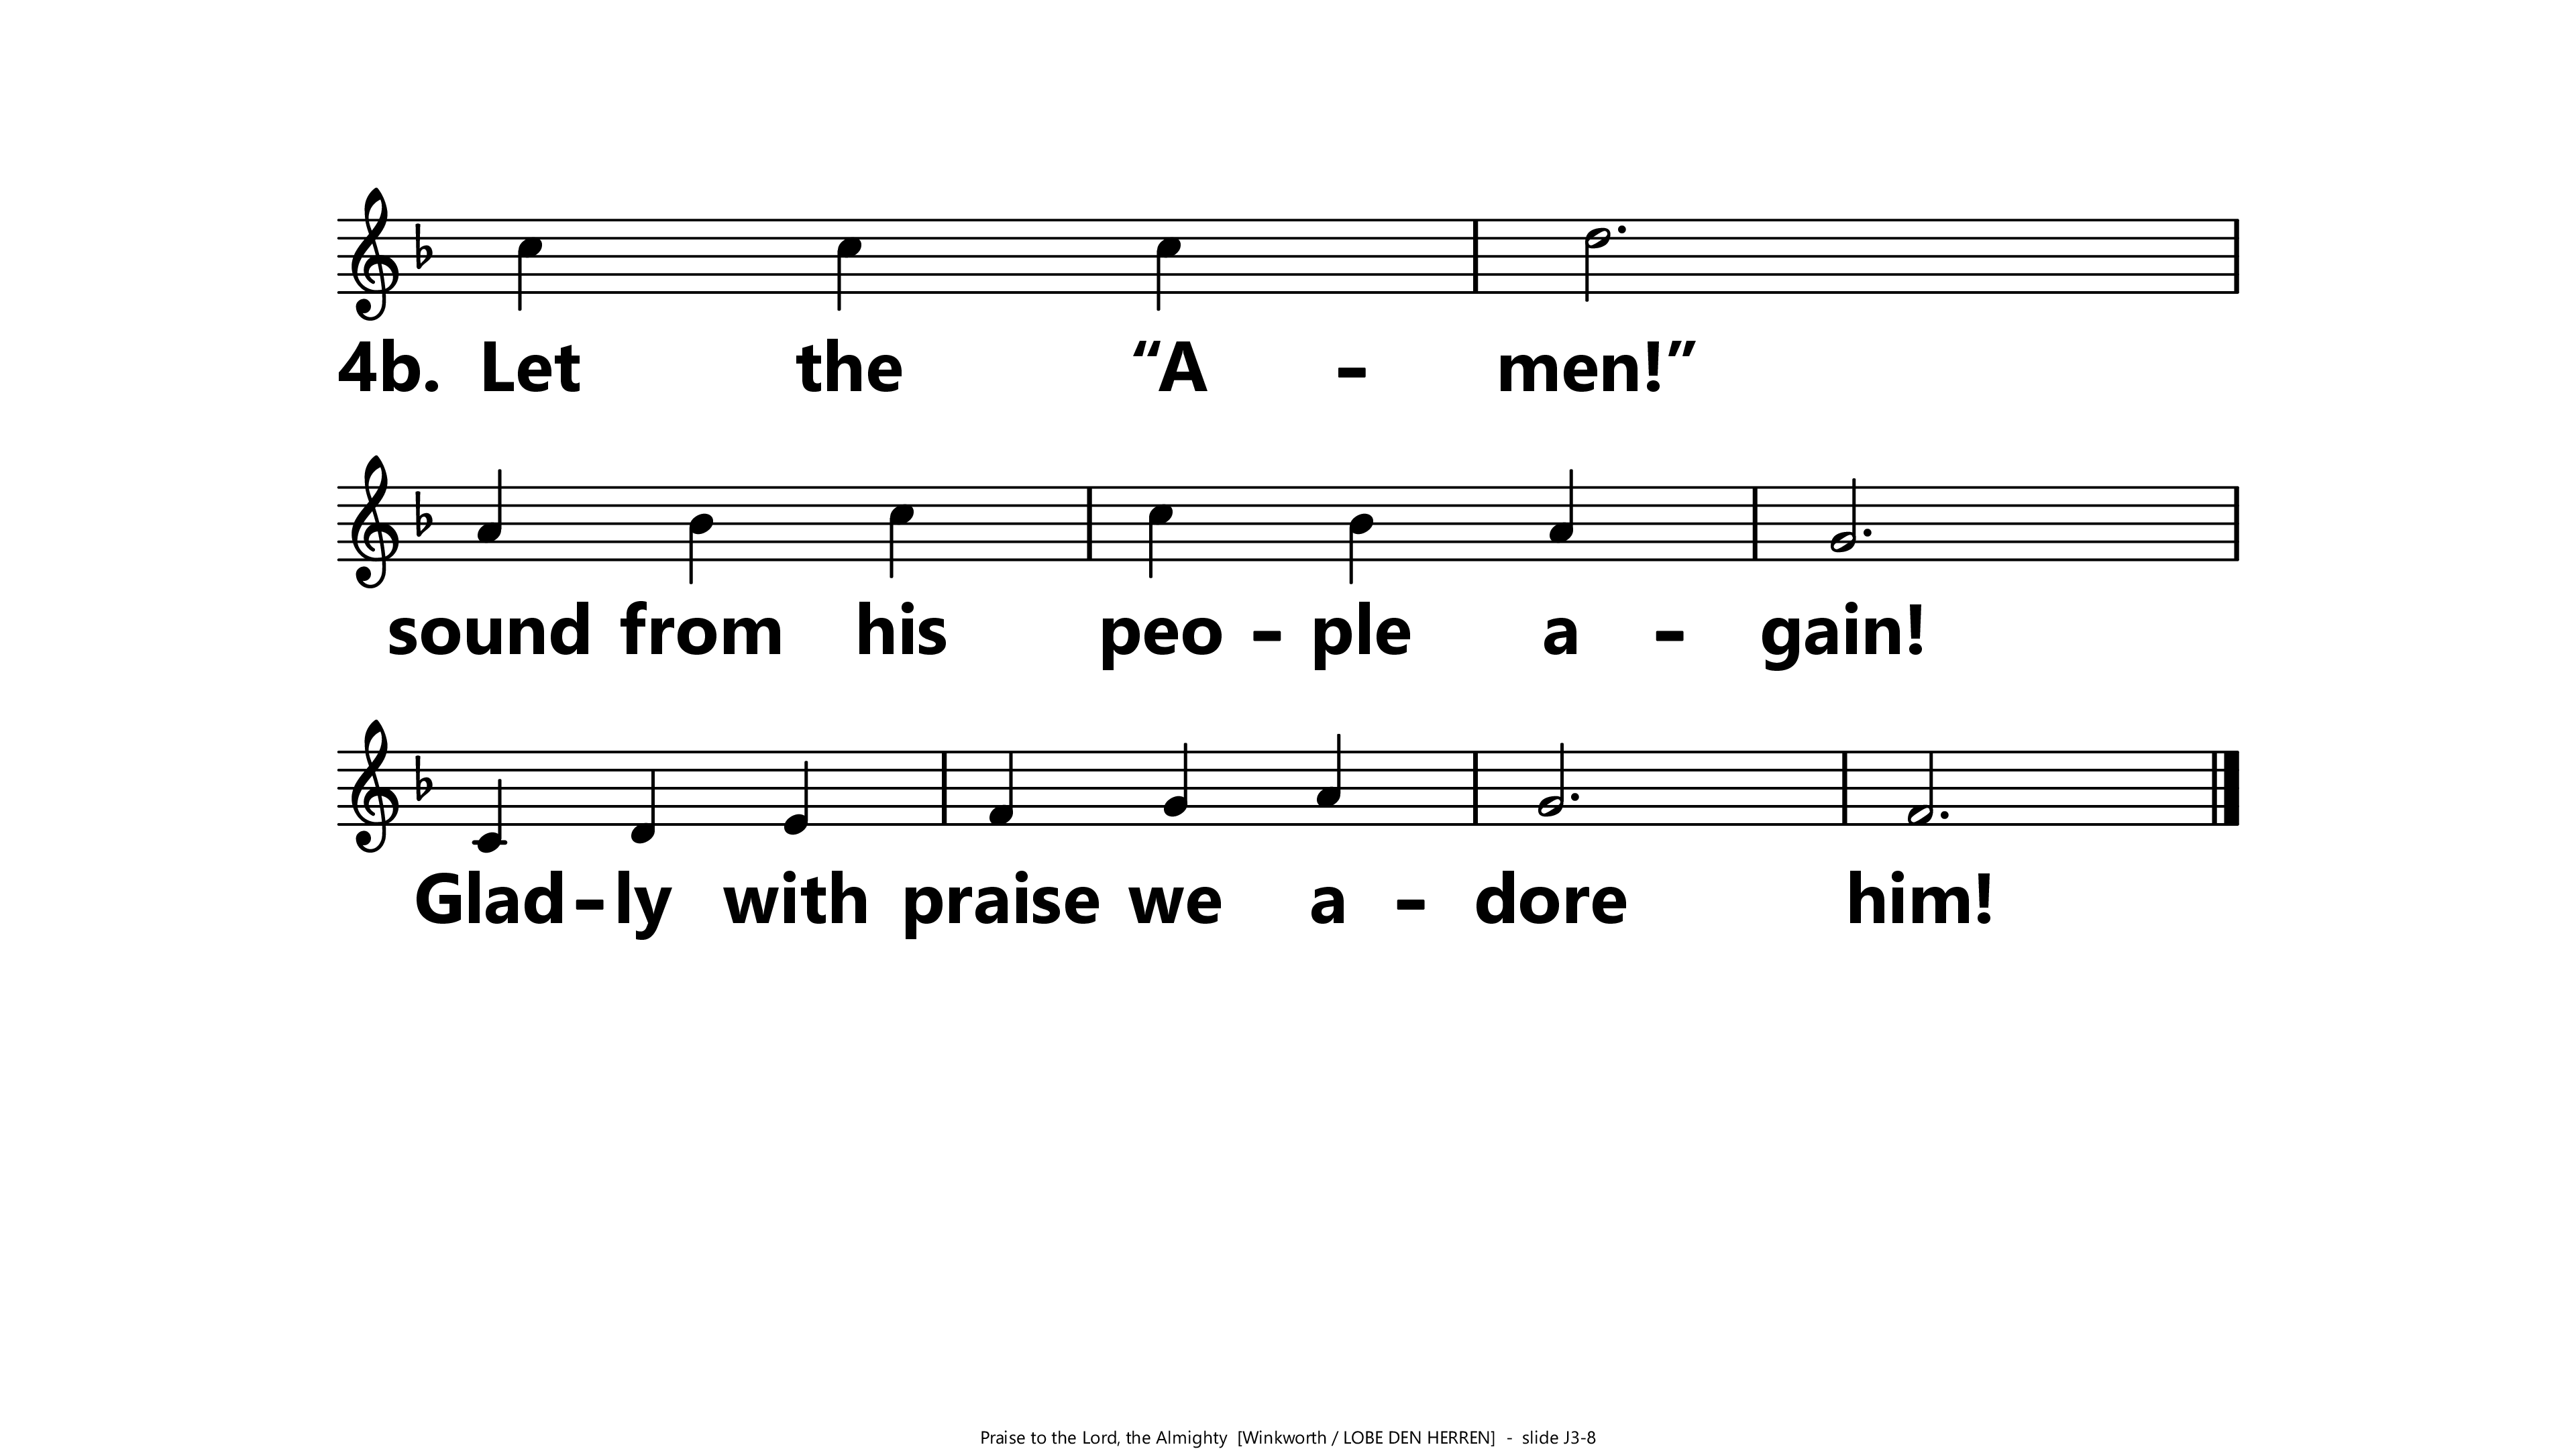 4b. Let the “A - men!”
sound from his peo - ple a - gain!
Glad - ly with praise we a - dore him!
Praise to the Lord, the Almighty [Winkworth / LOBE DEN HERREN] - slide J3-8